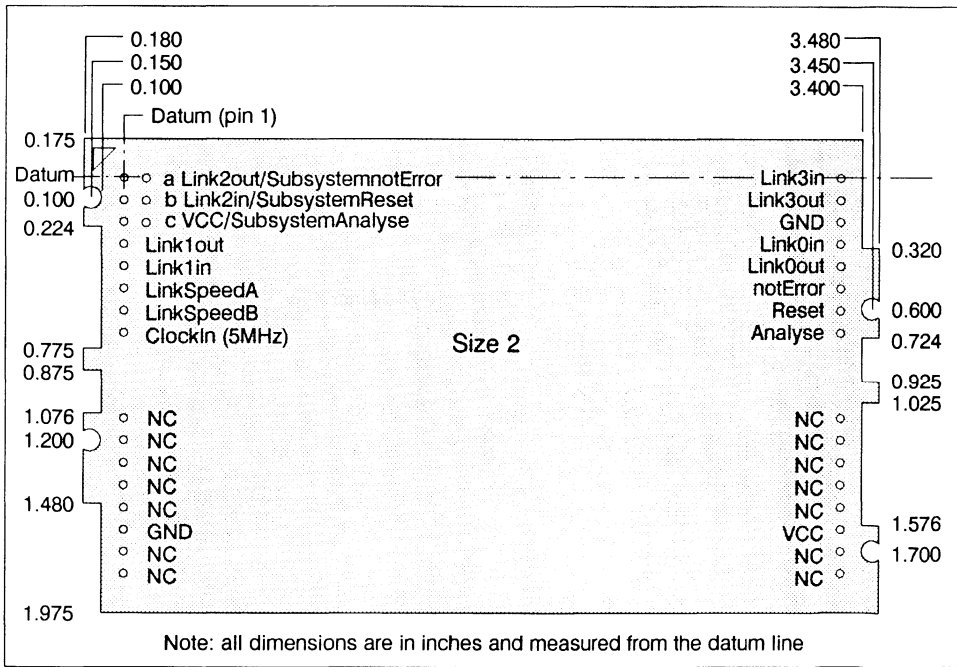 0.180
0.150
0.100
3.480
3.450
3.400
Datum (pin 1)
0.175
Datum
0.100
0.224
0.775
0.875
1.076
1.200
1.480
1.975
a Link2out/SubsystemnotError
b Link2in/SubsystemReset
c VCC/SubsystemAnalyse
Link1out
Link1in
LinkSpeedA
LinkSpeedB
ClockIn (5MHz)
NC
NC
NC
NC
NC
GND
NC
NC
Size 2
Link3in
Link3out
GND
Link0in
Link0out
notError
Reset
Analyse
NC
NC
NC
NC
NC
VCC
NC
NC
0.320
0.600
0.724
0.925
1.025
1.576
1.700
Note: all dimensions are in inches and measured from the datum line